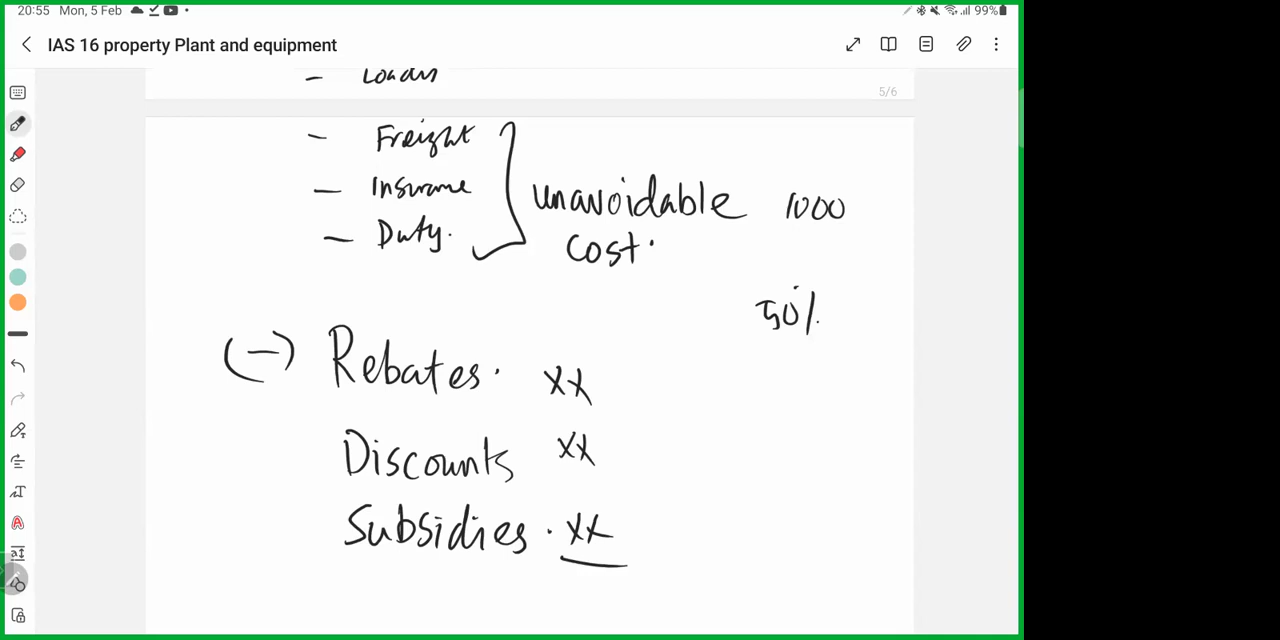 20:55 Mon, 5 Feb
99%
IAS 16 property Plant and equipment
5/6
- Freight
- Insurance
- Duty.
unavoidable 1000
cost.
50%
(-) Rebates. xx
Discounts xx
Subsidies. xx